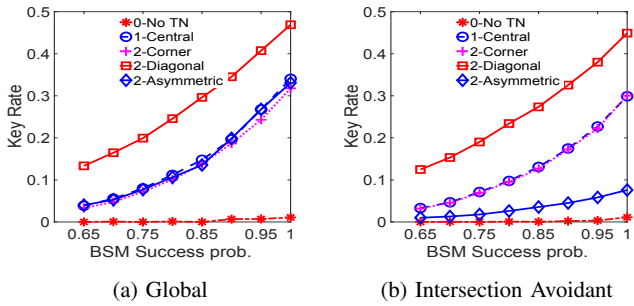 0.5
0.4
0.3
0.2
0.1
0
Key Rate
0-No TN
1-Central
2-Corner
2-Diagonal
2-Asymmetric
0.65 0.75 0.85 0.95 1
BSM Success prob.
(a) Global
0.5
0.4
0.3
0.2
0.1
0
Key Rate
0-No TN
1-Central
2-Corner
2-Diagonal
2-Asymmetric
0.65 0.75 0.85 0.95 1
BSM Success prob.
(b) Intersection Avoidant